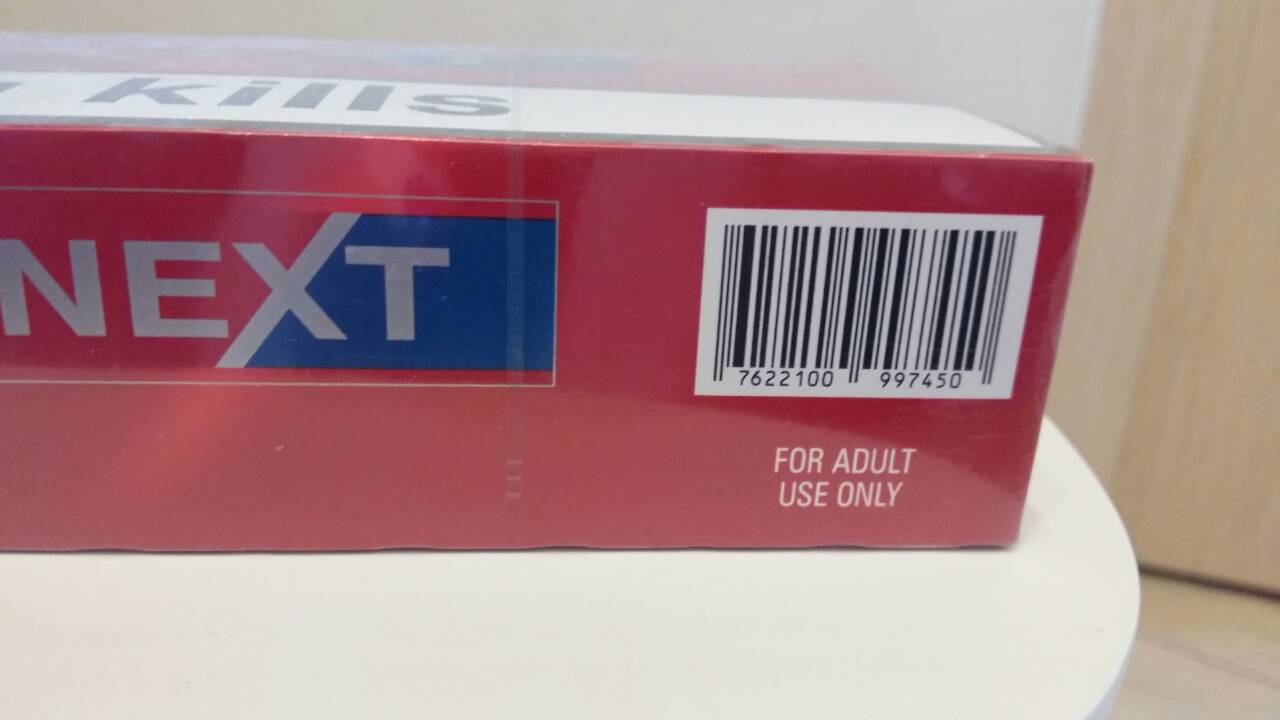 kills
NEXT
7622100 997450
FOR ADULT
USE ONLY